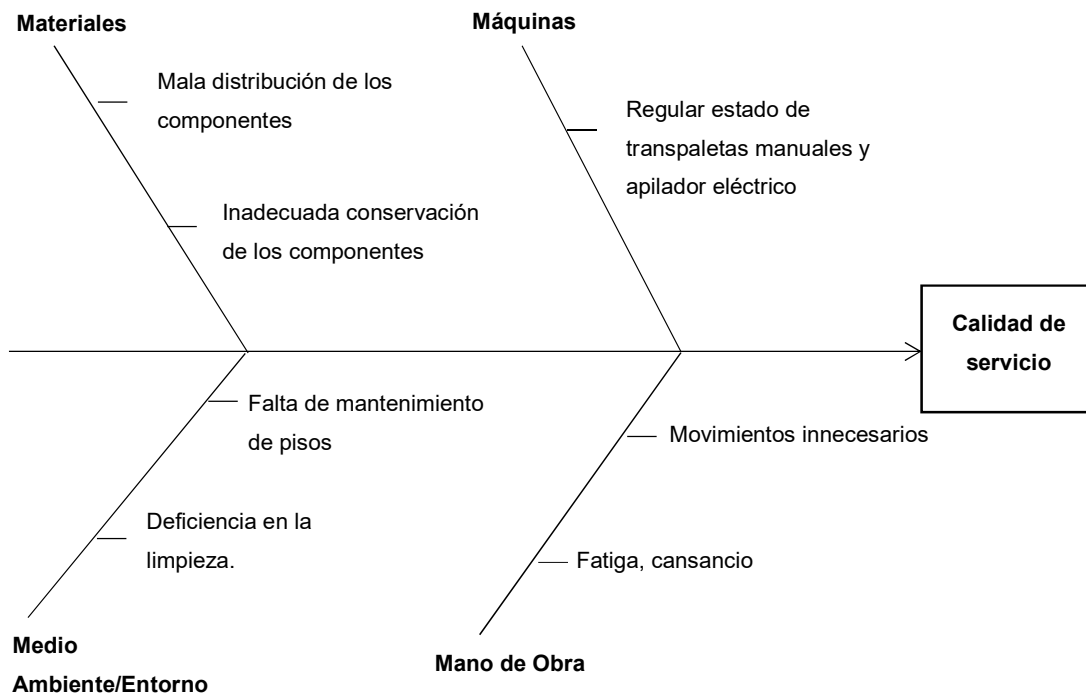 Materiales
Máquinas
Mala distribución de los
componentes
Regular estado de
transpaletas manuales y
apilador eléctrico
Inadecuada conservación
de los componentes
Calidad de
servicio
Falta de mantenimiento
de pisos
Movimientos innecesarios
Deficiencia en la
limpieza.
Fatiga, cansancio
Medio
Ambiente/Entorno
Mano de Obra